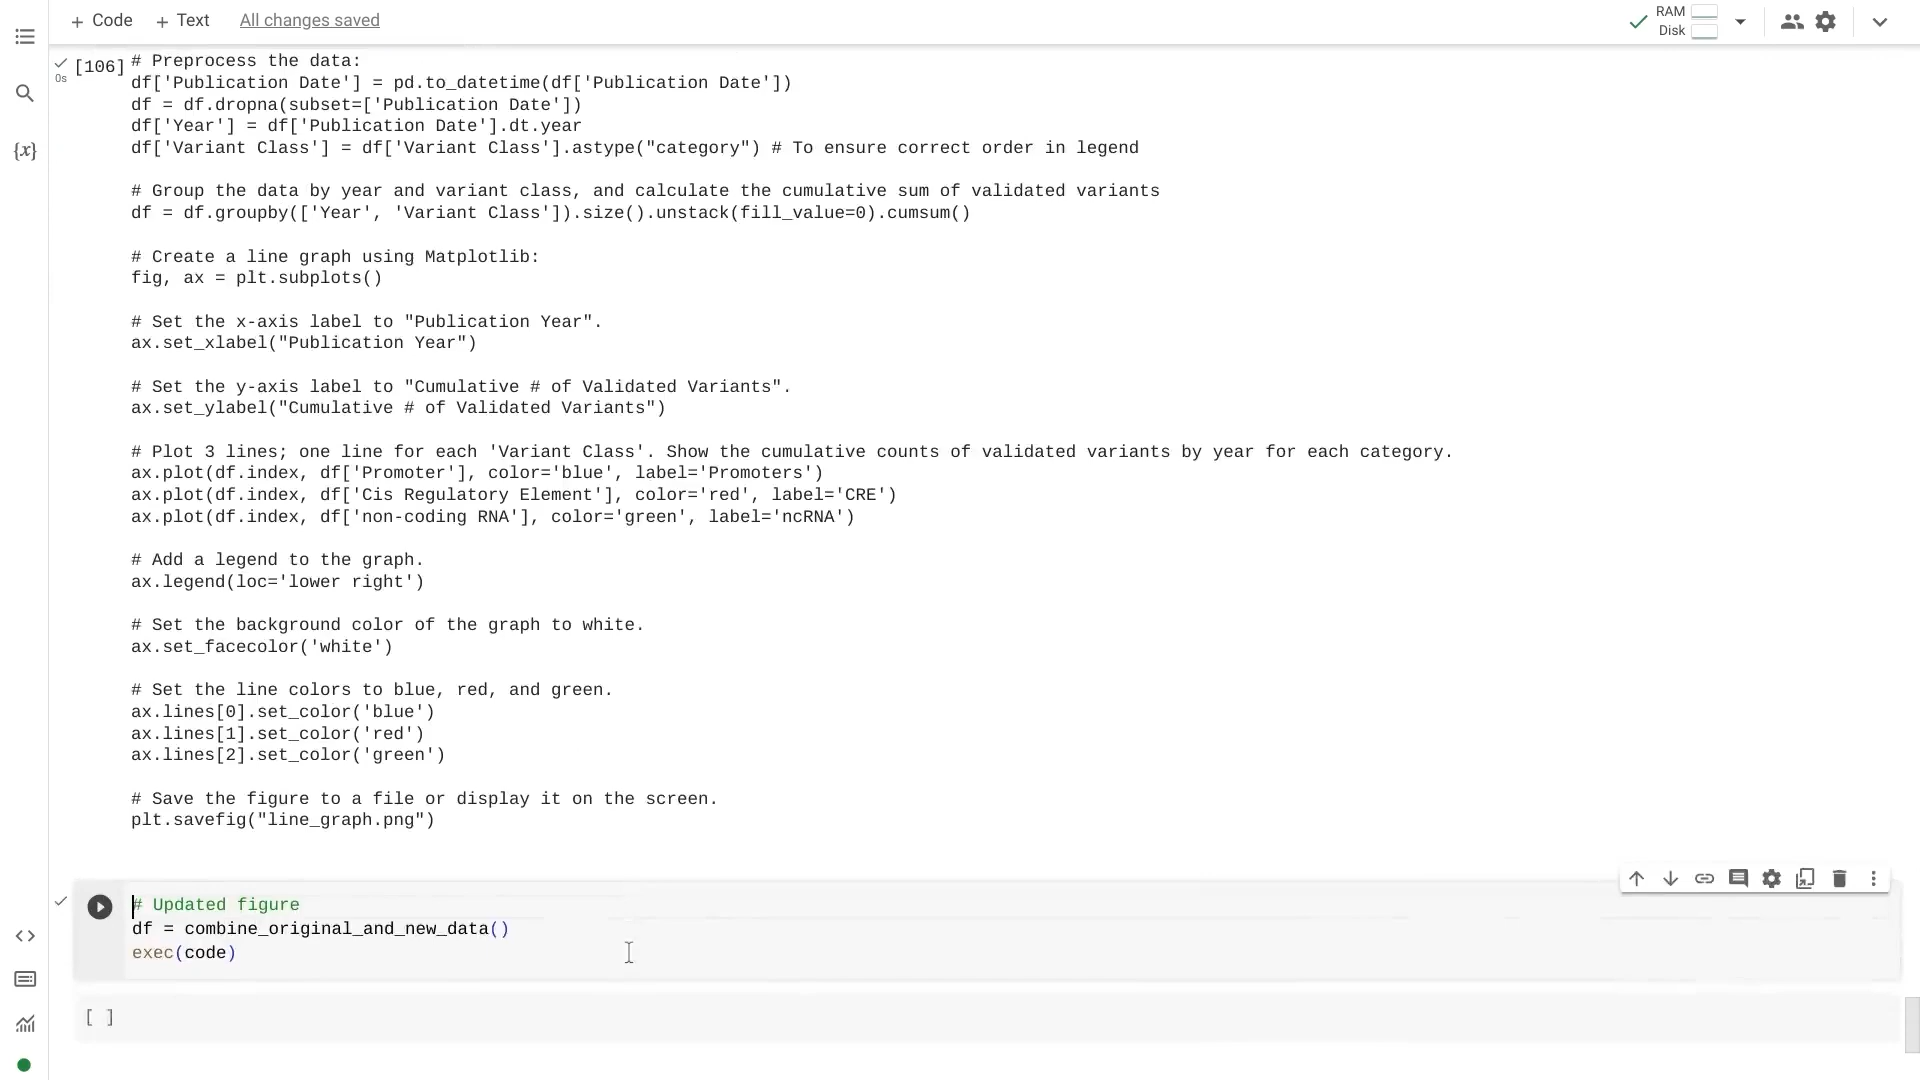 + Code + Text All changes saved
RAM
Disk
{x}
0s
[106]
# Preprocess the data:
df['Publication Date'] = pd.to_datetime(df['Publication Date'])
df = df.dropna(subset=['Publication Date'])
df['Year'] = df['Publication Date'].dt.year
df['Variant Class'] = df['Variant Class'].astype("category") # To ensure correct order in legend
# Group the data by year and variant class, and calculate the cumulative sum of validated variants
df = df.groupby(['Year', 'Variant Class']).size().unstack(fill_value=0).cumsum()
# Create a line graph using Matplotlib:
fig, ax = plt.subplots()
# Set the x-axis label to "Publication Year".
ax.set_xlabel("Publication Year")
# Set the y-axis label to "Cumulative # of Validated Variants".
ax.set_ylabel("Cumulative # of Validated Variants")
# Plot 3 lines; one line for each 'Variant Class'. Show the cumulative counts of validated variants by year for each category.
ax.plot(df.index, df['Promoter'], color='blue', label='Promoters')
ax.plot(df.index, df['Cis Regulatory Element'], color='red', label='CRE')
ax.plot(df.index, df['non-coding RNA'], color='green', label='ncRNA')
# Add a legend to the graph.
ax.legend(loc='lower right')
# Set the background color of the graph to white.
ax.set_facecolor('white')
# Set the line colors to blue, red, and green.
ax.lines[0].set_color('blue')
ax.lines[1].set_color('red')
ax.lines[2].set_color('green')
# Save the figure to a file or display it on the screen.
plt.savefig("line_graph.png")
# Updated figure
df = combine_original_and_new_data()
exec(code)
[ ]